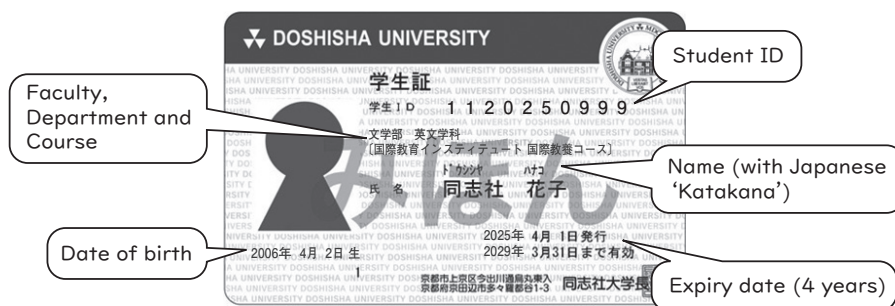 DOSHISHA UNIVERSITY
Student ID
学生証
学生ID 1120250999
Faculty,
Department and
Course
文学部 英文学科
[国際教育インスティテュート 国際教養コース]
ドウシシヤ ハナコ
氏名 同志社 花子
Name (with Japanese
‘Katakana’)
みほん
Date of birth
2006年 4月 2日 生
1
2025年 4月 1日発行
2029年 3月31日まで有効
京都市上京区今出川通烏丸東入
京都府京田辺市多々羅都谷1-3
同志社大学長
Expiry date (4 years)